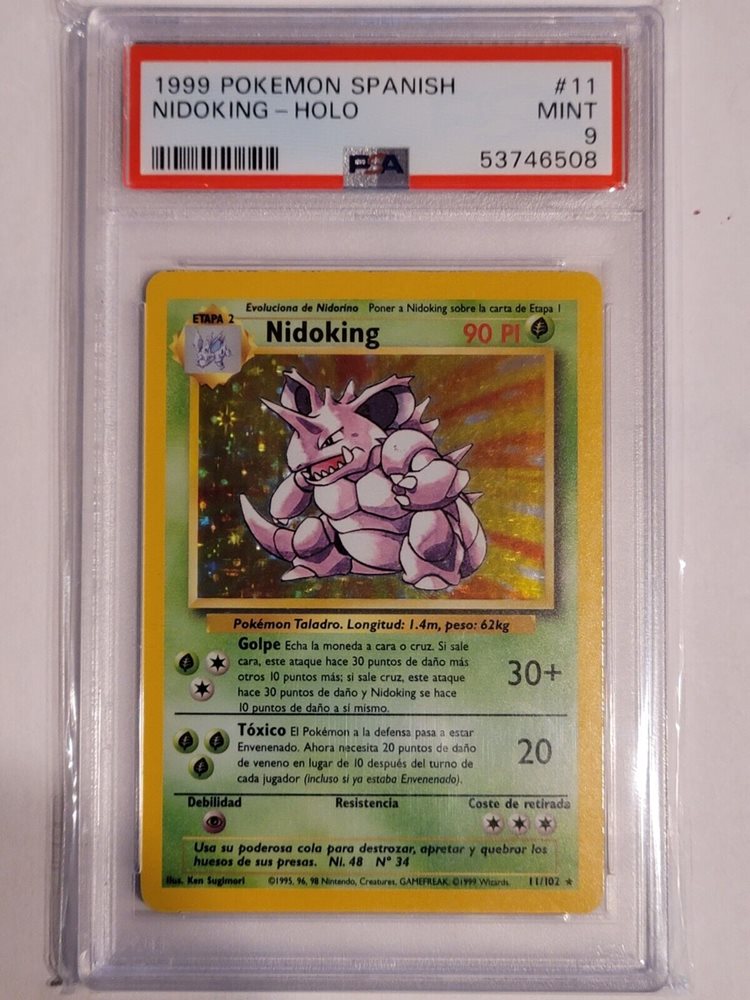 1999 POKEMON SPANISH #11
NIDOKING – HOLO MINT
9
PSA 53746508
Evoluciona de Nidorino Poner a Nidoking sobre la carta de Etapa 1
ETAPA 2
Nidoking 90 PI
Pokémon Taladro. Longitud: 1.4m, peso: 62kg
Golpe Echa la moneda a cara o cruz. Si sale
cara, este ataque hace 30 puntos de daño más
otros 10 puntos más; si sale cruz, este ataque
hace 30 puntos de daño y Nidoking se hace
10 puntos de daño a sí mismo.
30+
Tóxico El Pokémon a la defensa pasa a estar
Envenenado. Ahora necesita 20 puntos de daño
de veneno en lugar de 10 después del turno de
cada jugador (incluso si ya estaba Envenenado).
20
Debilidad Resistencia Coste de retirada
Usa su poderosa cola para destrozar, apretar y quebrar los
huesos de sus presas. NI. 48 Nº 34
Ilus. Ken Sugimori ©1995, 96, 98 Nintendo, Creatures, GAMEFREAK. ©1999 Wizards 11/102 ★